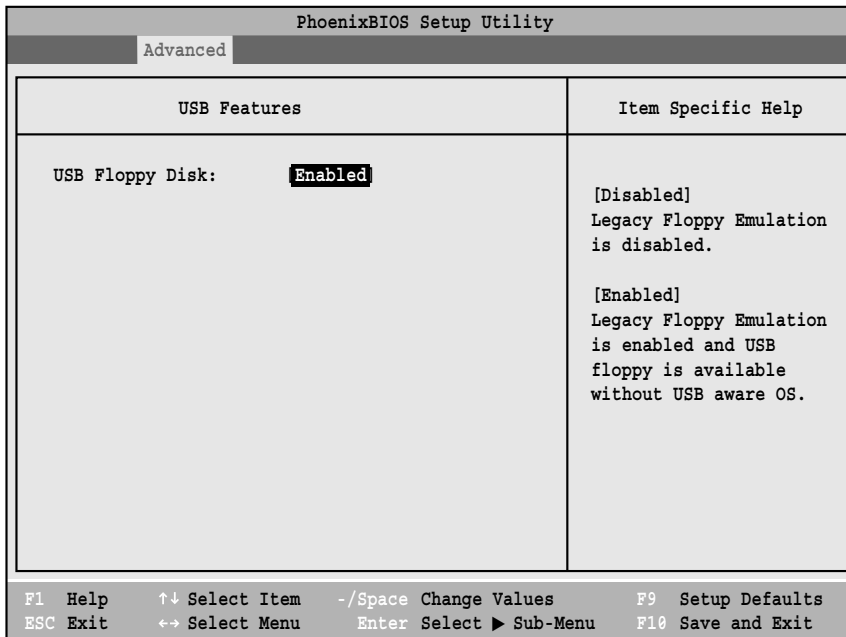 PhoenixBIOS Setup Utility
Advanced
USB Features
Item Specific Help
USB Floppy Disk: [Enabled]
[Disabled]
Legacy Floppy Emulation
is disabled.
[Enabled]
Legacy Floppy Emulation
is enabled and USB
floppy is available
without USB aware OS.
F1 Help ↑↓ Select Item -/Space Change Values F9 Setup Defaults
ESC Exit ←→ Select Menu Enter Select ▶ Sub-Menu F10 Save and Exit